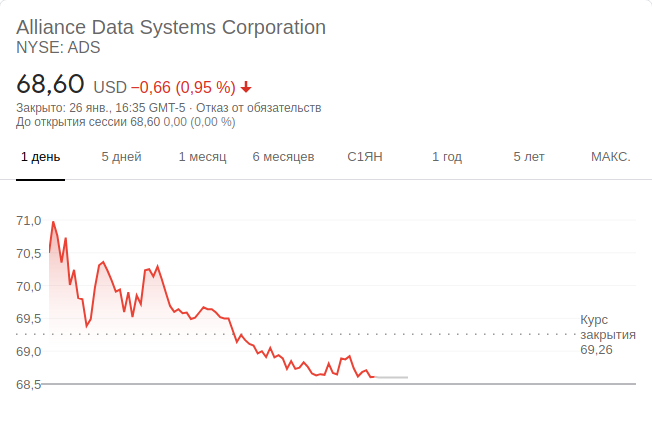 Alliance Data Systems Corporation
NYSE: ADS
68,60 USD −0,66 (0,95 %)
Закрыто: 26 янв., 16:35 GMT-5 · Отказ от обязательств
До открытия сессии 68,60 0,00 (0,00 %)
1 день 5 дней 1 месяц 6 месяцев С1ЯН 1 год 5 лет МАКС.
71,0
70,5
70,0
69,5
Курс
закрытия
69,26
69,0
68,5